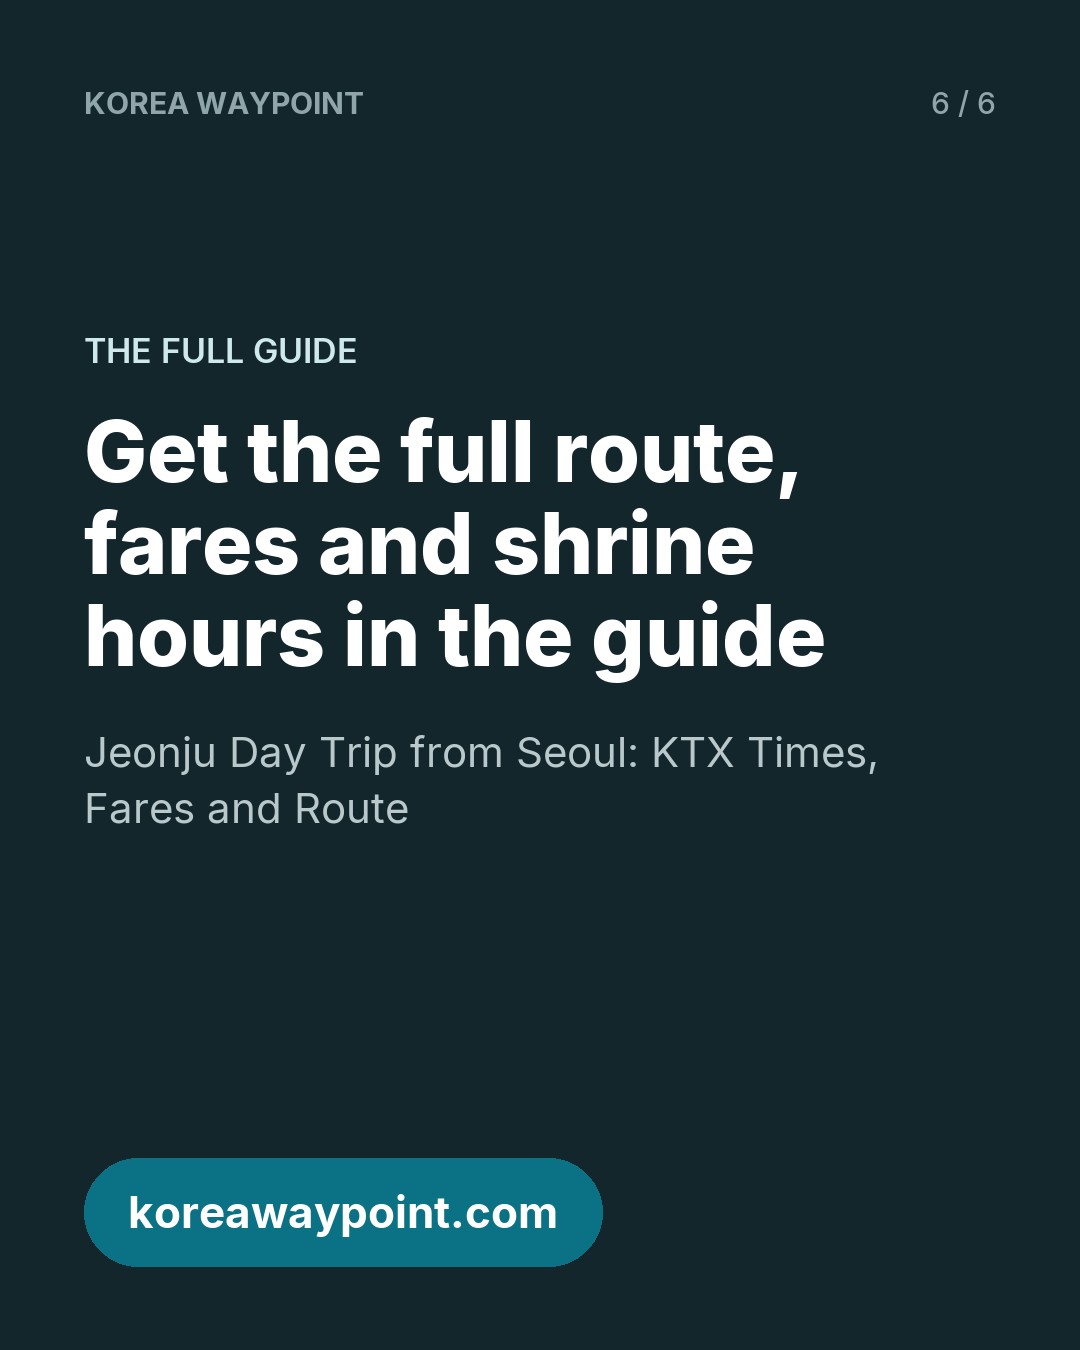 KOREA WAYPOINT
6 / 6
THE FULL GUIDE
Get the full route,
fares and shrine
hours in the guide
Jeonju Day Trip from Seoul: KTX Times,
Fares and Route
koreawaypoint.com